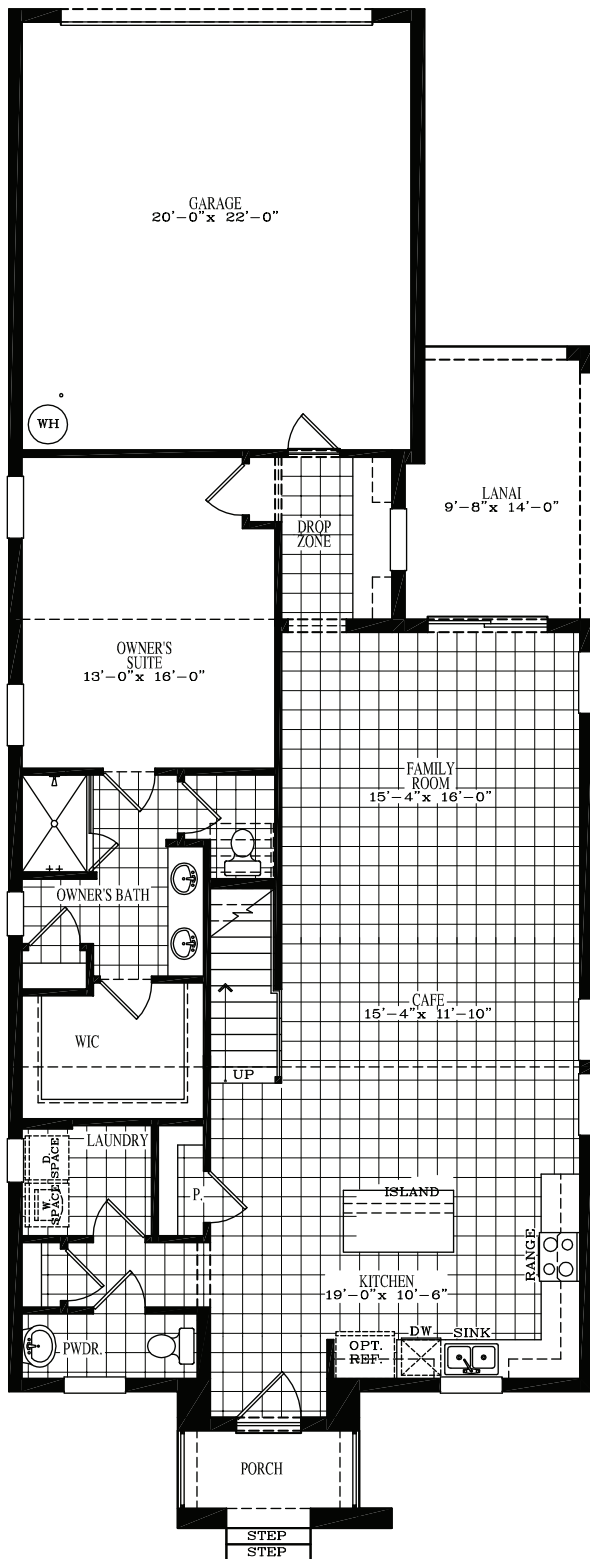 GARAGE
20'-0"x 22'-0"
WH
LANAI
9'-8"x 14'-0"
DROP
ZONE
OWNER'S
SUITE
13'-0"x 16'-0"
FAMILY
ROOM
15'-4"x 16'-0"
OWNER'S BATH
CAFE
15'-4"x 11'-10"
WIC
UP
LAUNDRY
D.
SPACE
W.
SPACE
P.
ISLAND
RANGE
KITCHEN
19'-0"x 10'-6"
DW
SINK
OPT.
REF.
PWDR.
PORCH
STEP
STEP